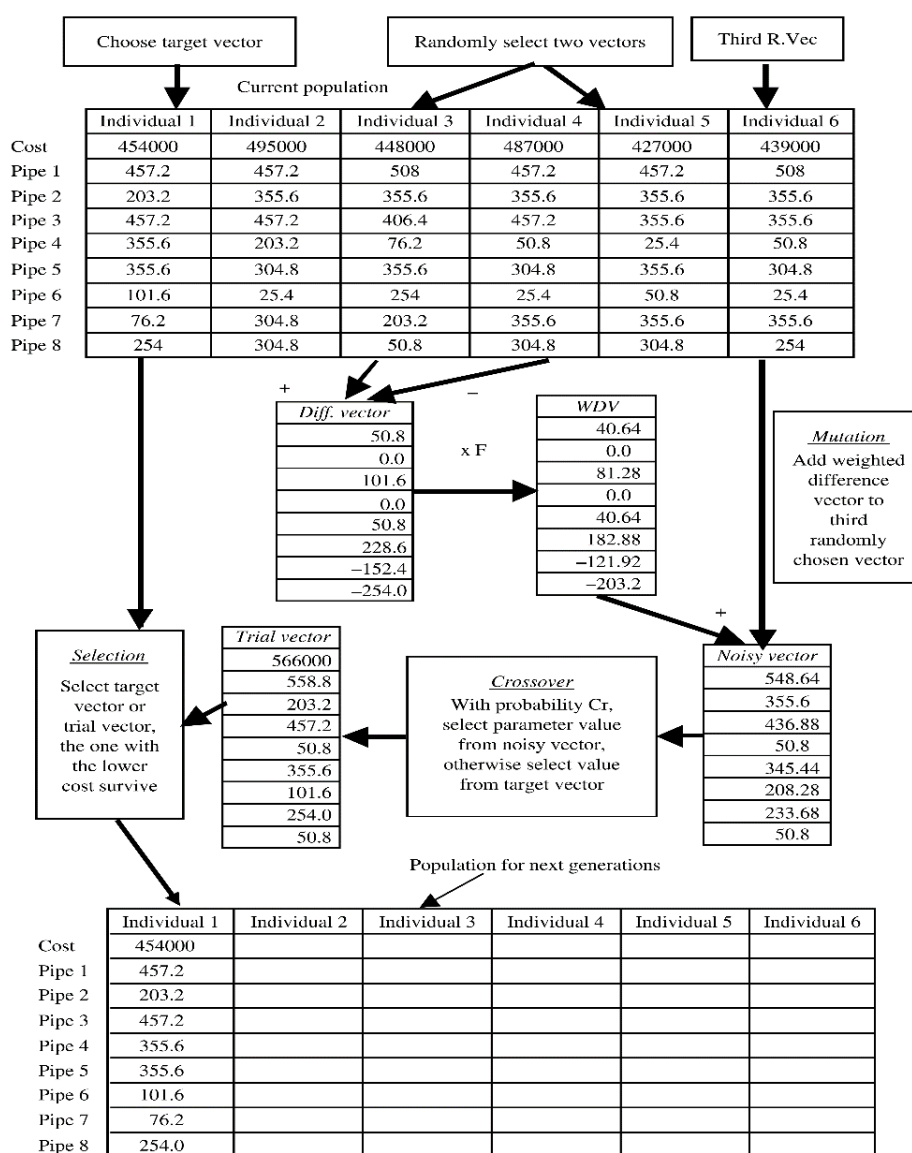 Choose target vector
Randomly select two vectors
Third R.Vec
Current population
Individual 1 Individual 2 Individual 3 Individual 4 Individual 5 Individual 6
Cost 454000 495000 448000 487000 427000 439000
Pipe 1 457.2 457.2 508 457.2 457.2 508
Pipe 2 203.2 355.6 355.6 355.6 355.6 355.6
Pipe 3 457.2 457.2 406.4 457.2 355.6 355.6
Pipe 4 355.6 203.2 76.2 50.8 25.4 50.8
Pipe 5 355.6 304.8 355.6 304.8 355.6 304.8
Pipe 6 101.6 25.4 254 25.4 50.8 25.4
Pipe 7 76.2 304.8 203.2 355.6 355.6 355.6
Pipe 8 254 304.8 50.8 304.8 304.8 254
+
−
Diff. vector
50.8
0.0
101.6
0.0
50.8
228.6
−152.4
−254.0
x F
WDV
40.64
0.0
81.28
0.0
40.64
182.88
−121.92
−203.2
Mutation
Add weighted
difference
vector to
third
randomly
chosen vector
+
Selection
Select target
vector or
trial vector,
the one with
the lower
cost survive
Trial vector
566000
558.8
203.2
457.2
50.8
355.6
101.6
254.0
50.8
Crossover
With probability Cr,
select parameter value
from noisy vector,
otherwise select value
from target vector
Noisy vector
548.64
355.6
436.88
50.8
345.44
208.28
233.68
50.8
Population for next generations
Individual 1 Individual 2 Individual 3 Individual 4 Individual 5 Individual 6
Cost 454000
Pipe 1 457.2
Pipe 2 203.2
Pipe 3 457.2
Pipe 4 355.6
Pipe 5 355.6
Pipe 6 101.6
Pipe 7 76.2
Pipe 8 254.0